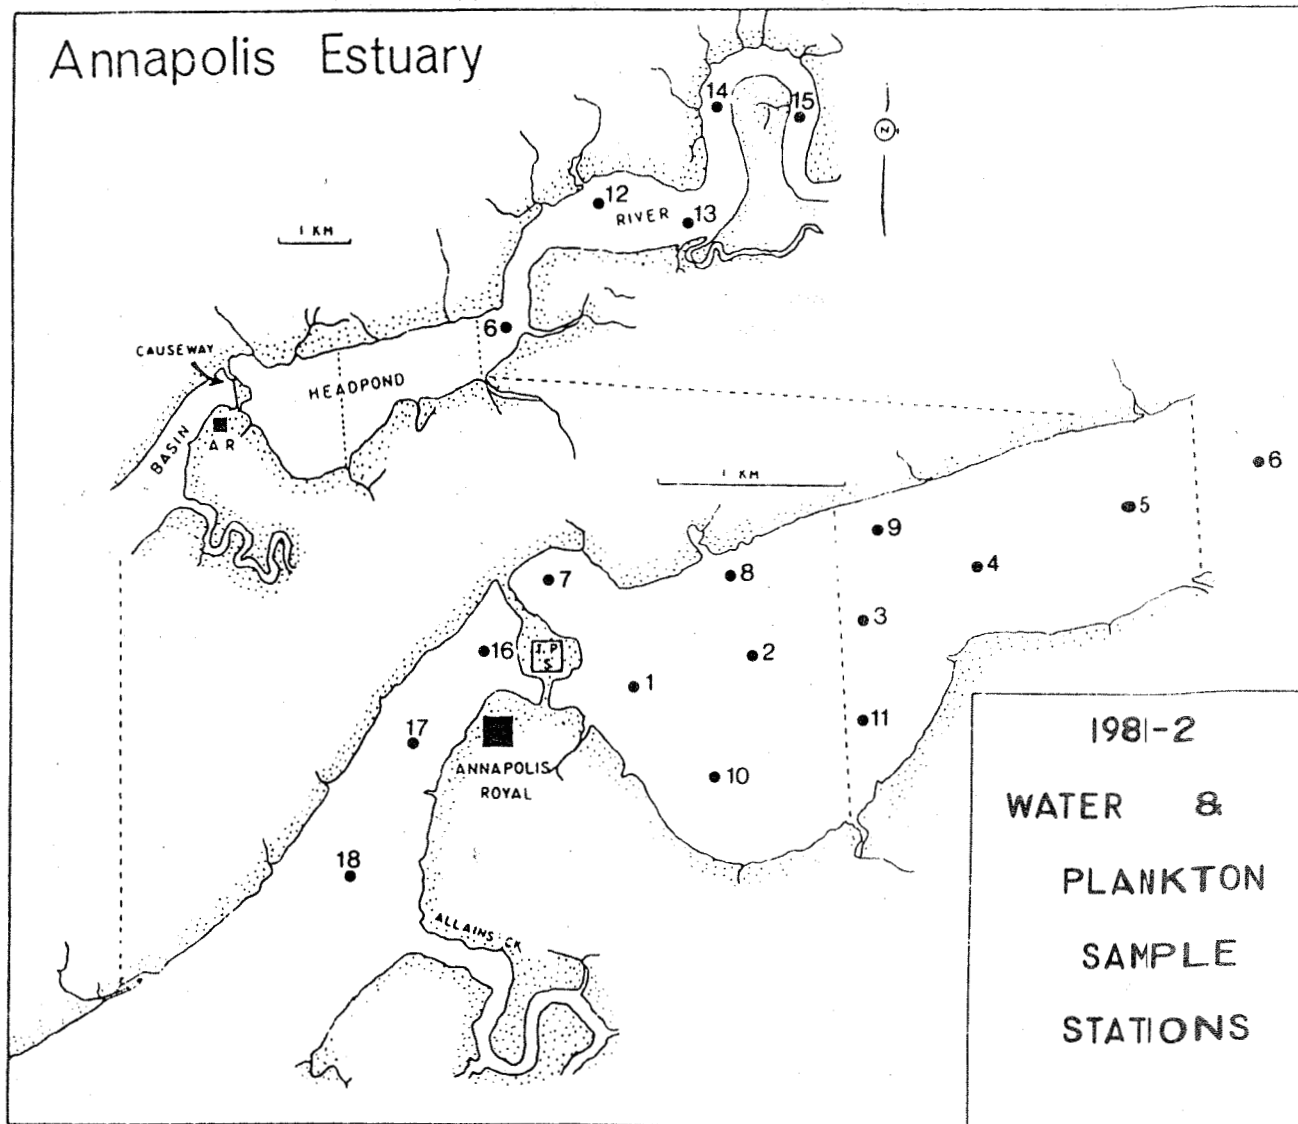 Annapolis Estuary
14
15
N
12
RIVER
13
1 KM
6
CAUSEWAY
HEADPOND
BASIN
A R
1 KM
6
5
9
4
7
8
3
16
T.P
S
2
1
17
11
ANNAPOLIS
ROYAL
10
18
ALLAINS CK
1981-2
WATER &
PLANKTON
SAMPLE
STATIONS